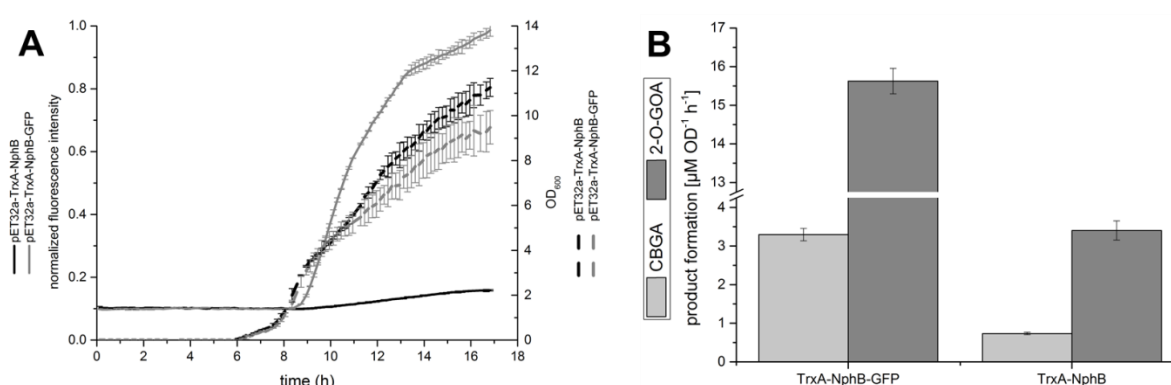 A
pET32a-TrxA-NphB
pET32a-TrxA-NphB-GFP
normalized fluorescence intensity
1.0
0.8
0.6
0.4
0.2
0.0
0 2 4 6 8 10 12 14 16 18
time (h)
14
12
10
8
6
4
2
0
OD600
pET32a-TrxA-NphB
pET32a-TrxA-NphB-GFP
B
CBGA
2-O-GOA
product formation [µM OD⁻¹ h⁻¹]
17
16
15
14
13
4
3
2
1
0
TrxA-NphB-GFP TrxA-NphB